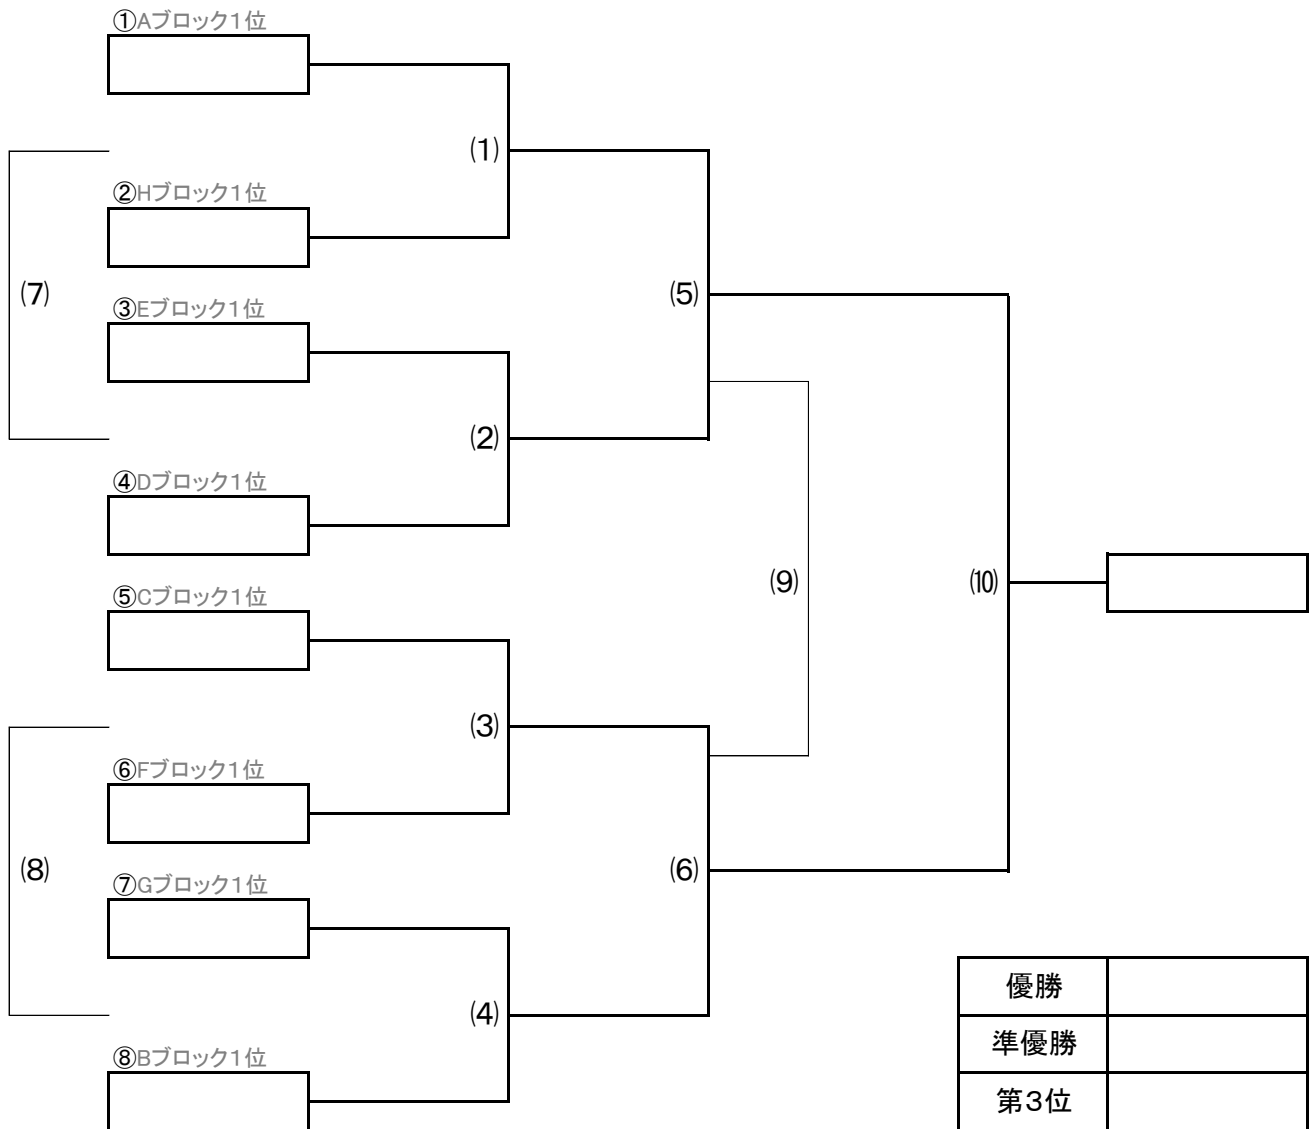 ①Aブロック1位
⑴
②Hブロック1位
⑺
⑸
③Eブロック1位
⑵
④Dブロック1位
⑼
⑽
⑤Cブロック1位
⑶
⑥Fブロック1位
⑻
⑹
⑦Gブロック1位
⑷
⑧Bブロック1位
優勝
準優勝
第3位